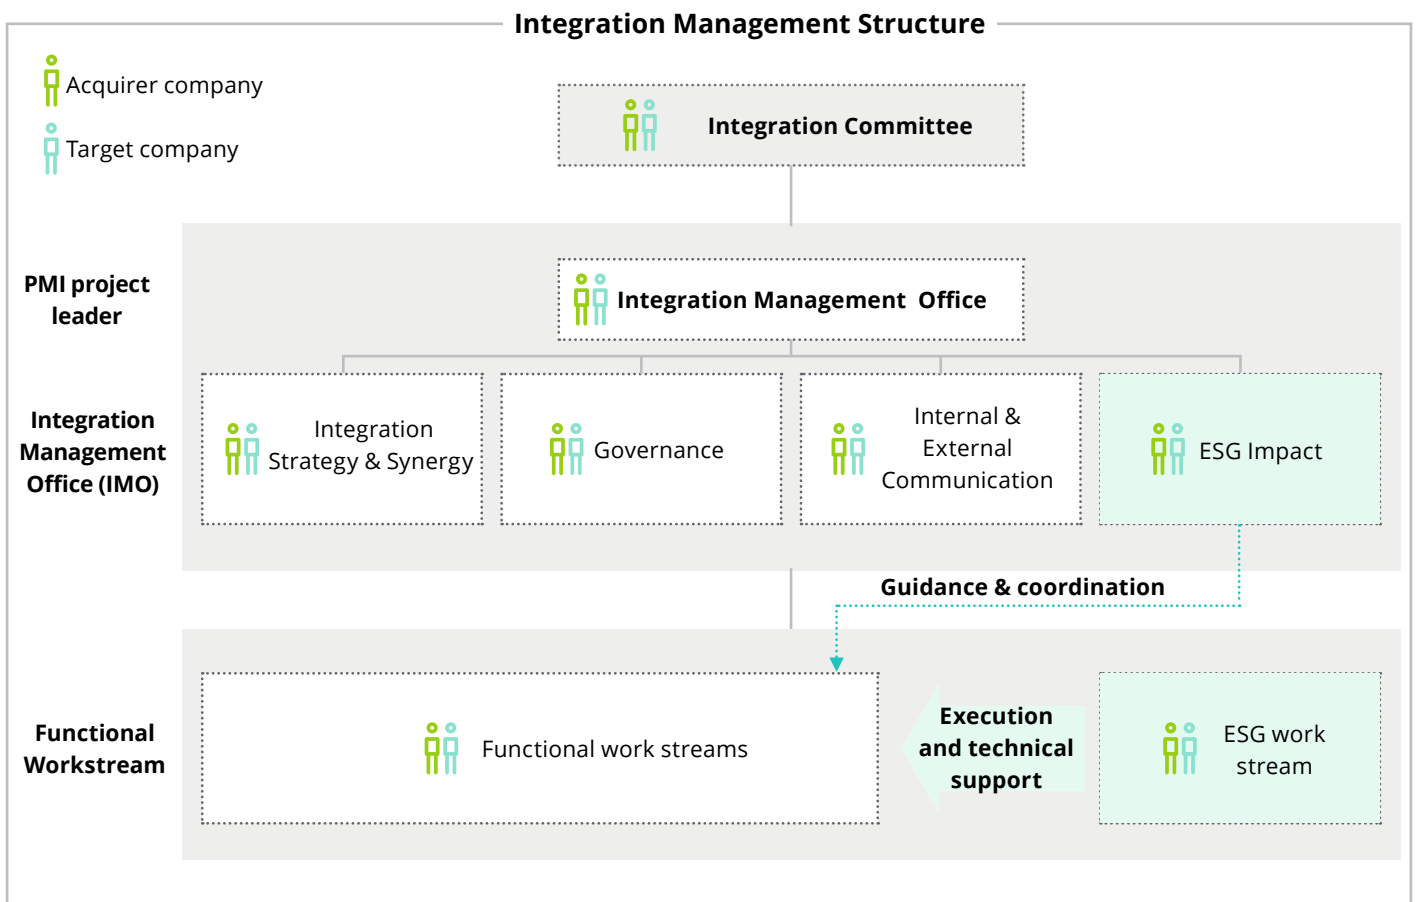 Integration Management Structure
Acquirer company
Target company
Integration Committee
PMI project
leader
Integration Management Office
Integration
Management
Office (IMO)
Integration
Strategy & Synergy
Governance
Internal &
External
Communication
ESG Impact
Guidance & coordination
Functional
Workstream
Functional work streams
Execution
and technical
support
ESG work
stream